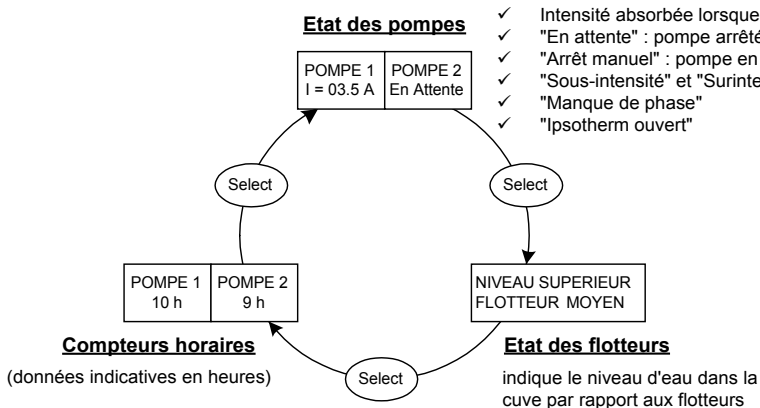 Etat des pompes
✓ Intensité absorbée lorsque
✓ "En attente" : pompe arrêté
✓ "Arrêt manuel" : pompe en
✓ "Sous-intensité" et "Surinte
✓ "Manque de phase"
✓ "Ipsotherm ouvert"
POMPE 1 POMPE 2
I = 03.5 A En Attente
Select
Select
POMPE 1 POMPE 2
10 h 9 h
NIVEAU SUPERIEUR
FLOTTEUR MOYEN
Compteurs horaires
(données indicatives en heures)
Select
Etat des flotteurs
indique le niveau d'eau dans la
cuve par rapport aux flotteurs